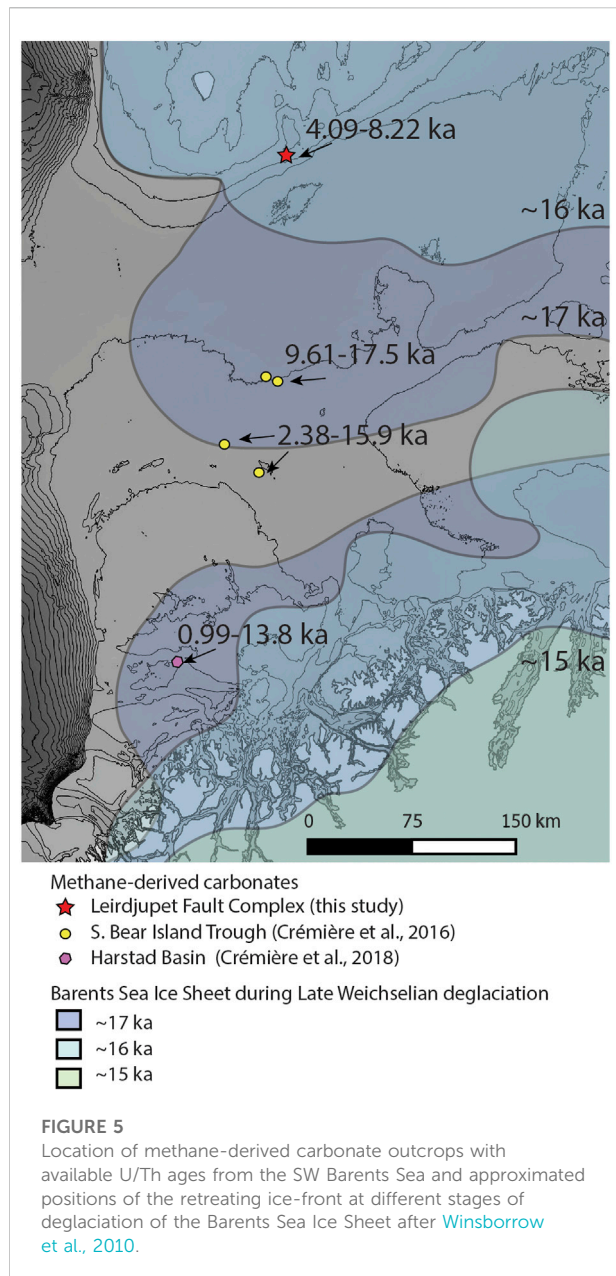 4.09-8.22 ka
~16 ka
~17 ka
9.61-17.5 ka
2.38-15.9 ka
0.99-13.8 ka
~15 ka
0 75 150 km
Methane-derived carbonates
Leirdjupet Fault Complex (this study)
S. Bear Island Trough (Crémière et al., 2016)
Harstad Basin (Crémière et al., 2018)
Barents Sea Ice Sheet during Late Weichselian deglaciation
~17 ka
~16 ka
~15 ka
FIGURE 5
Location of methane-derived carbonate outcrops with
available U/Th ages from the SW Barents Sea and approximated
positions of the retreating ice-front at different stages of
deglaciation of the Barents Sea Ice Sheet after Winsborrow
et al., 2010.